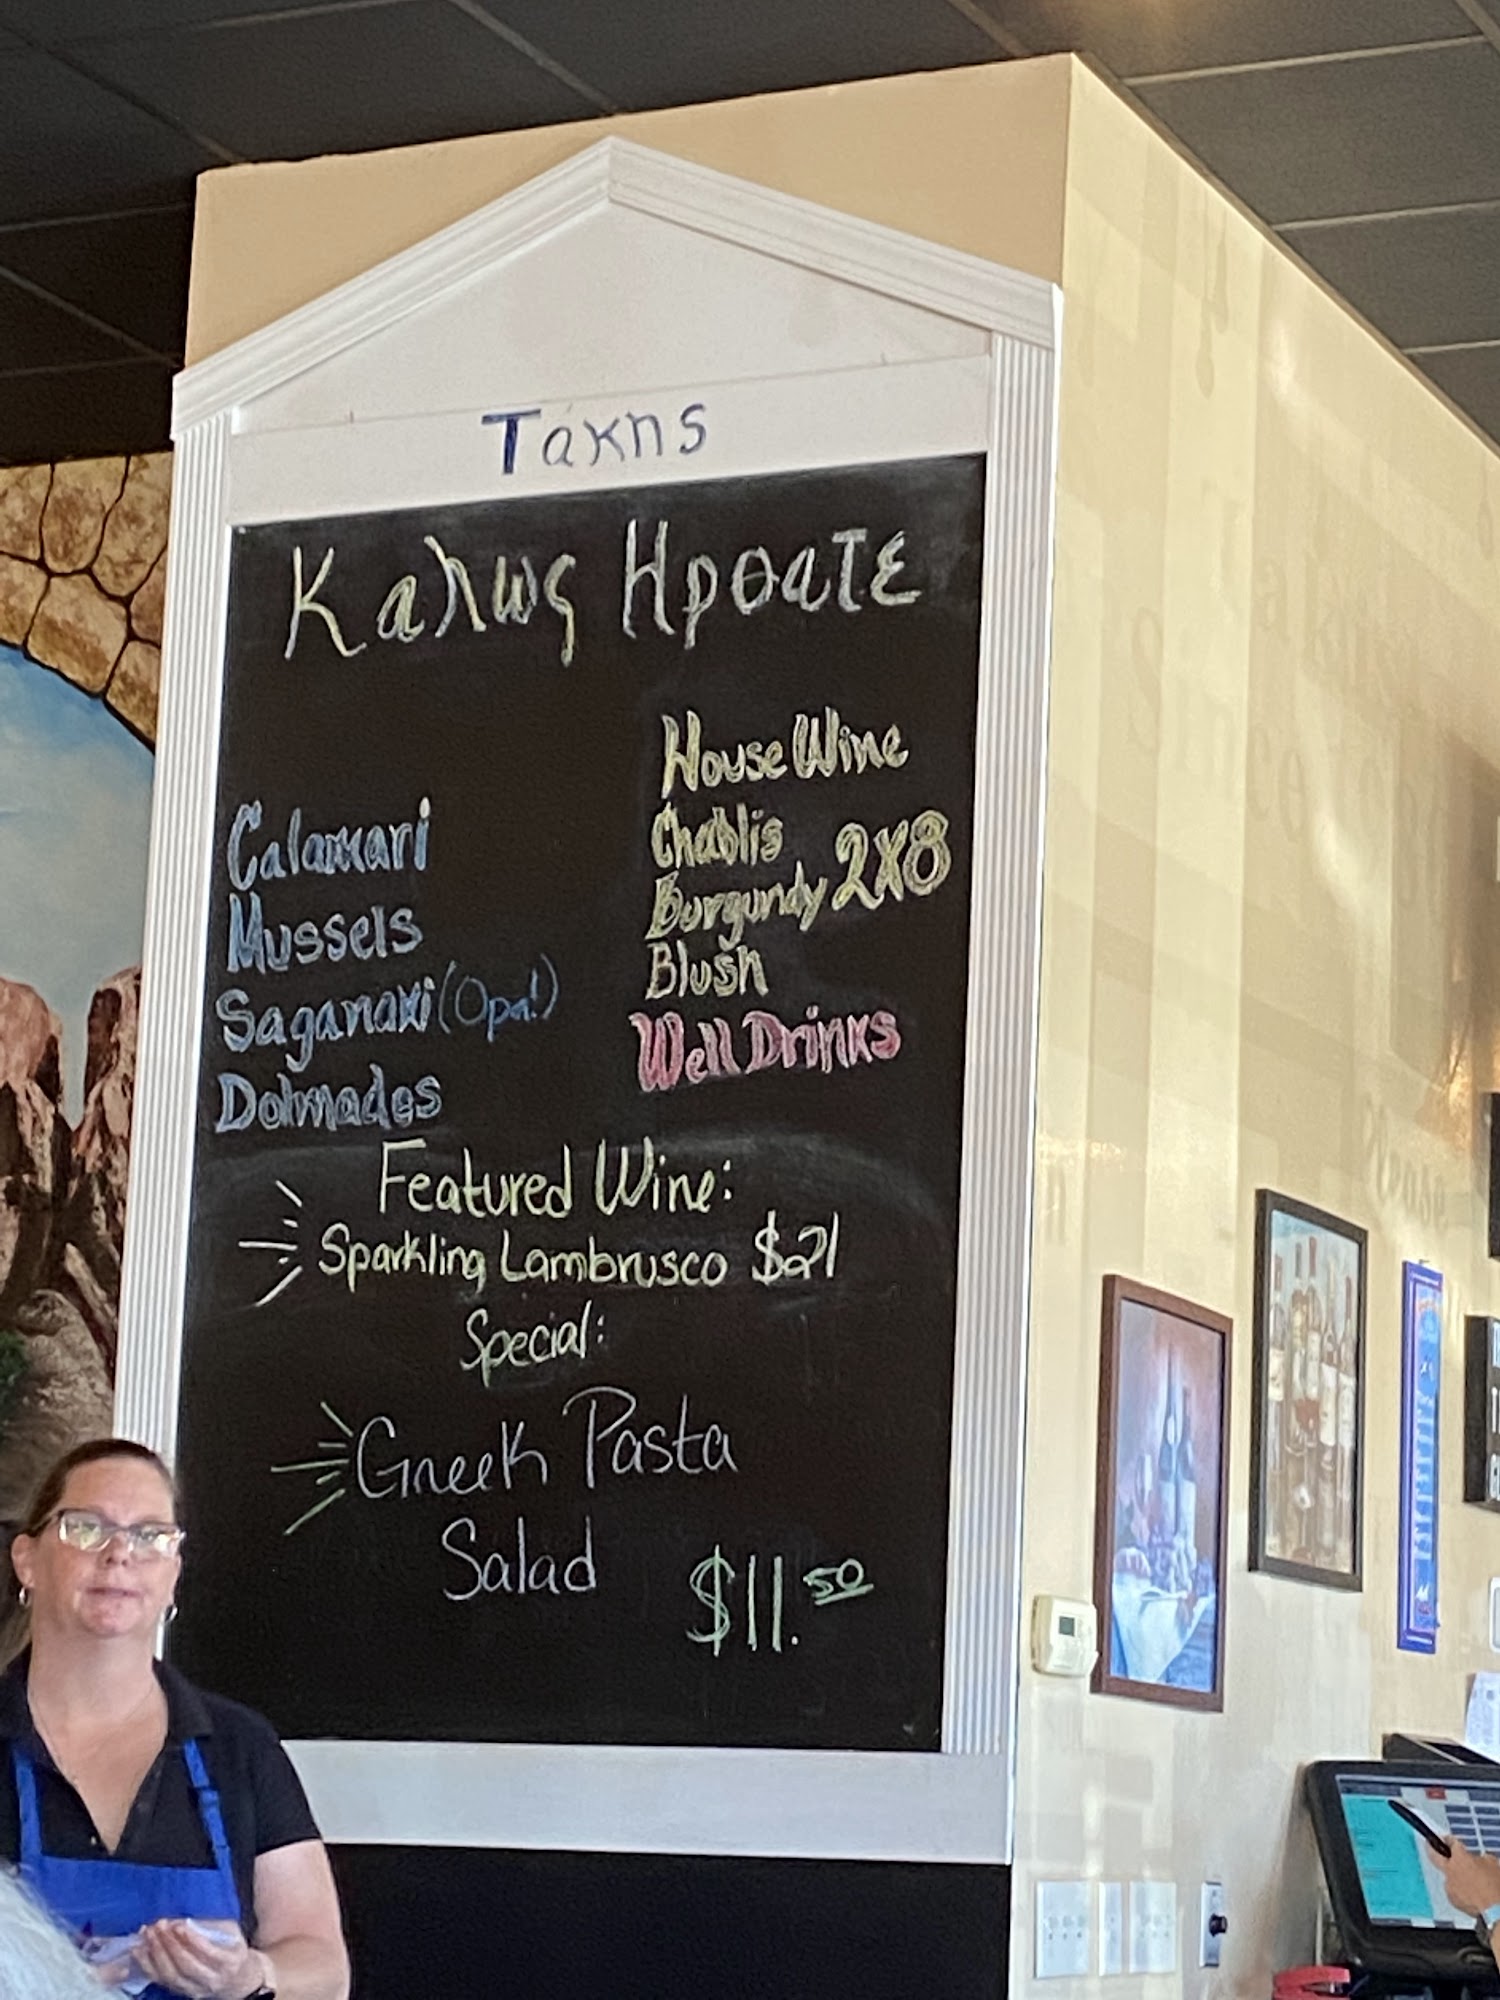 Τακης
Καλως Ηρθατε
Calamari
Mussels
Saganaki (Opa!)
Dolmades
House Wine
Chablis
Burgundy 2x8
Blush
Well Drinks
Featured Wine:
Sparkling Lambrusco $21
Special:
Greek Pasta
Salad
$11.50